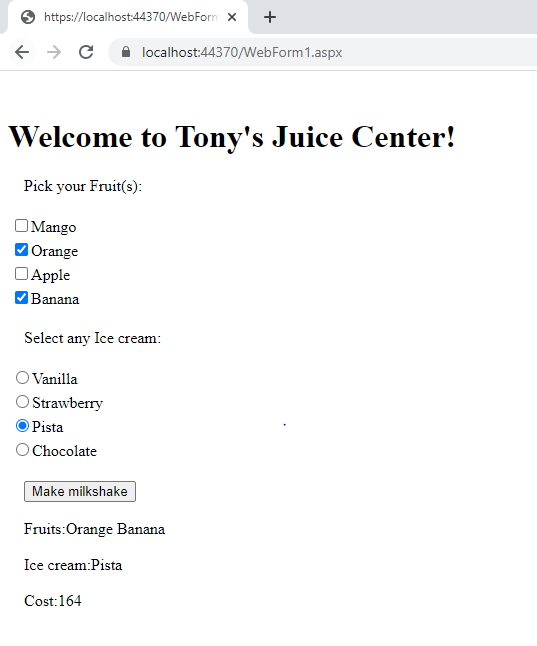 https://localhost:44370/WebForm
localhost:44370/WebForm1.aspx
Welcome to Tony's Juice Center!
Pick your Fruit(s):
Mango
Orange
Apple
Banana
Select any Ice cream:
Vanilla
Strawberry
Pista
Chocolate
Make milkshake
Fruits:Orange Banana
Ice cream:Pista
Cost:164